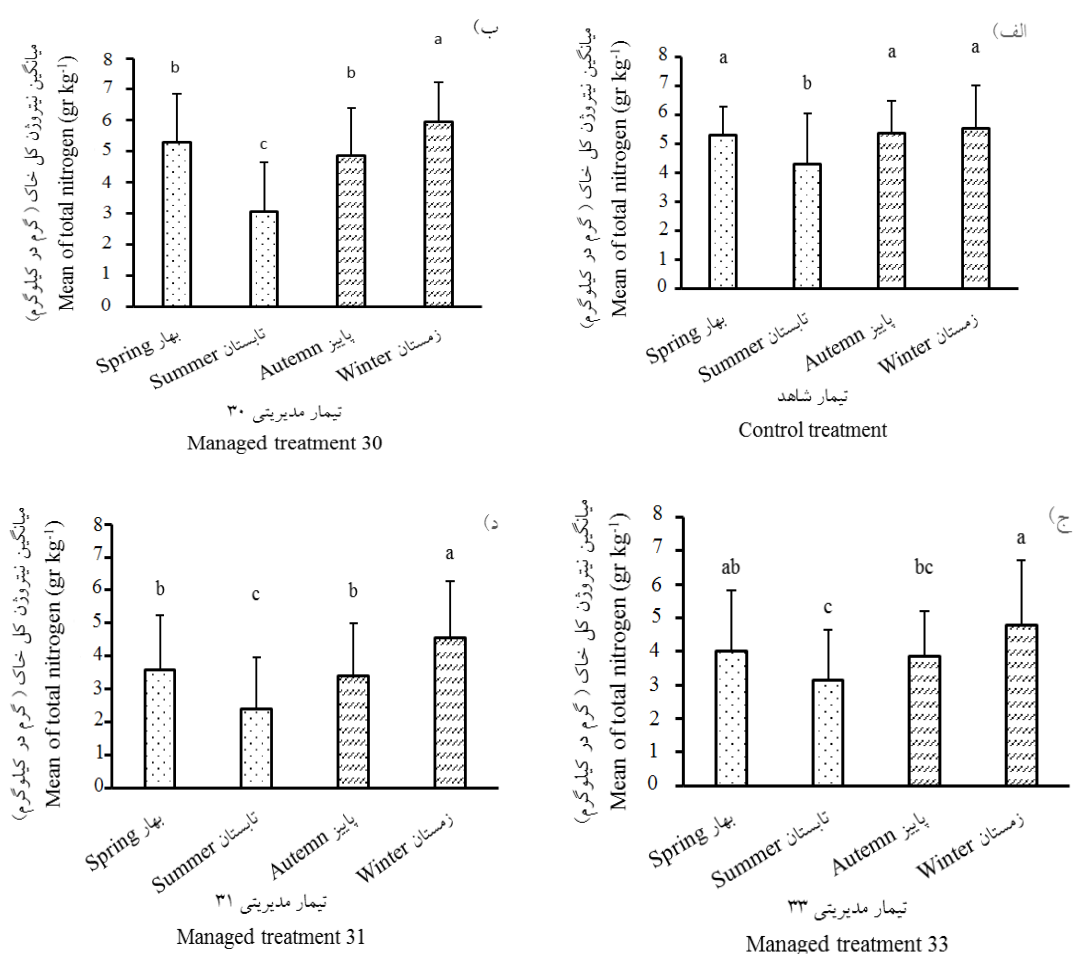 الف)
میانگین نیتروژن کل خاک ( گرم در کیلوگرم)
Mean of total nitrogen (gr kg-1)
8
7
6
5
4
3
2
1
0
a
b
a
a
Spring بهار
Summer تابستان
Autemn پاییز
Winter زمستان
تیمار شاهد
Control treatment
ب)
میانگین نیتروژن کل خاک ( گرم در کیلوگرم)
Mean of total nitrogen (gr kg-1)
8
7
6
5
4
3
2
1
0
b
c
b
a
Spring بهار
Summer تابستان
Autemn پاییز
Winter زمستان
تیمار مدیریتی ۳۰
Managed treatment 30
ج)
میانگین نیتروژن کل خاک ( گرم در کیلوگرم)
Mean of total nitrogen (gr kg-1)
8
7
6
5
4
3
2
1
0
ab
c
bc
a
Spring بهار
Summer تابستان
Autemn پاییز
Winter زمستان
تیمار مدیریتی ۳۳
Managed treatment 33
د)
میانگین نیتروژن کل خاک ( گرم در کیلوگرم)
Mean of total nitrogen (gr kg-1)
8
7
6
5
4
3
2
1
0
b
c
b
a
Spring بهار
Summer تابستان
Autemn پاییز
Winter زمستان
تیمار مدیریتی ۳۱
Managed treatment 31